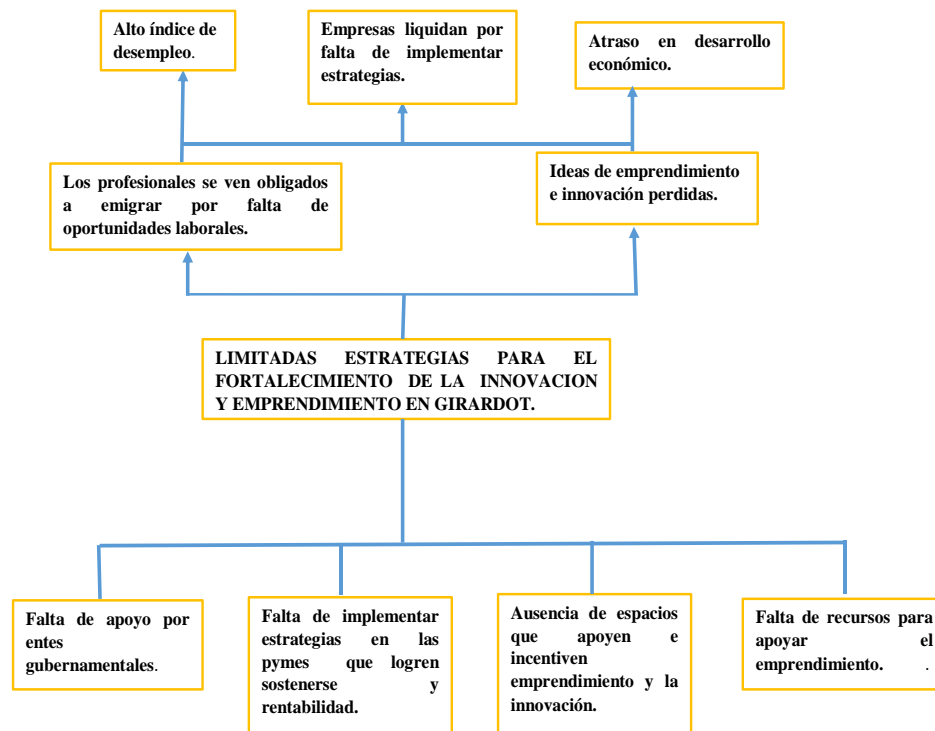 Alto índice de
desempleo.
Empresas liquidan por
falta de implementar
estrategias.
Atraso en desarrollo
económico.
Los profesionales se ven obligados
a emigrar por falta de
oportunidades laborales.
Ideas de emprendimiento
e innovación perdidas.
LIMITADAS ESTRATEGIAS PARA EL
FORTALECIMIENTO DE LA INNOVACION
Y EMPRENDIMIENTO EN GIRARDOT.
Falta de apoyo por
entes
gubernamentales.
Falta de implementar
estrategias en las
pymes que logren
sostenerse y
rentabilidad.
Ausencia de espacios
que apoyen e
incentiven
emprendimiento y la
innovación.
Falta de recursos para
apoyar el
emprendimiento. .